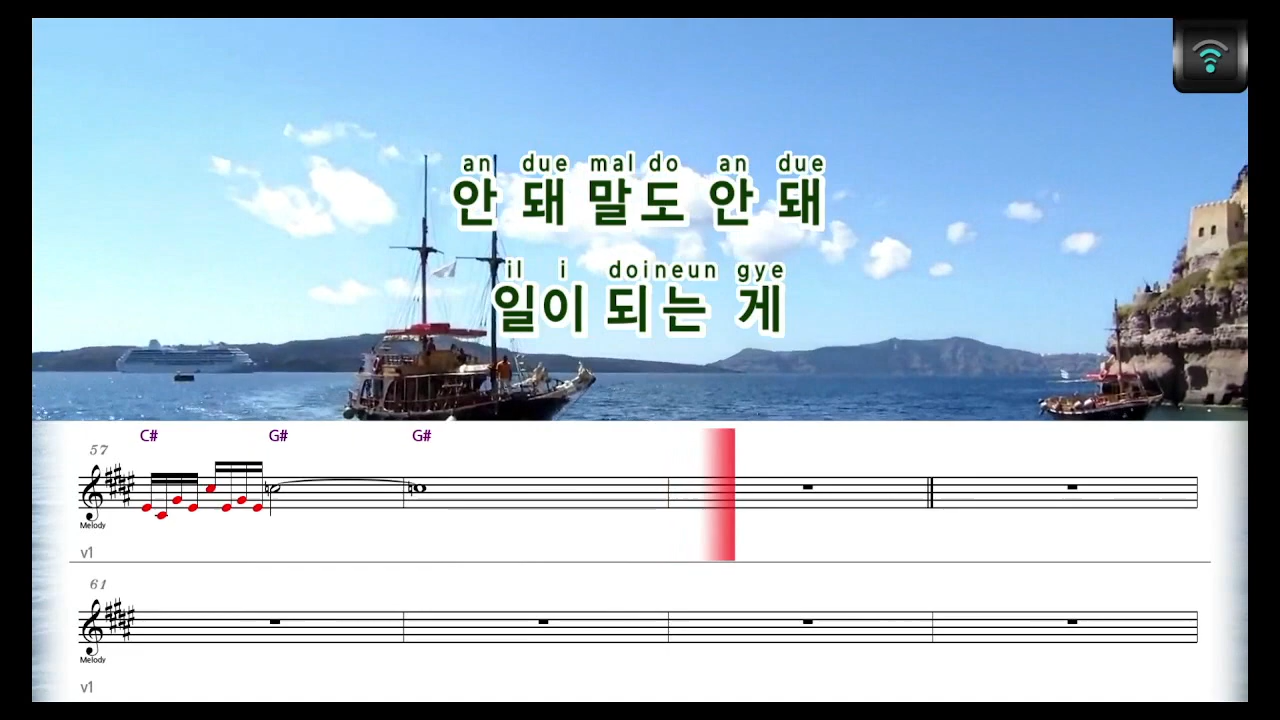 an due mal do an due
안 돼 말도 안 돼
il i doineun gye
일이 되는 게
C# G# G#
57
Melody
v1
61
Melody
v1